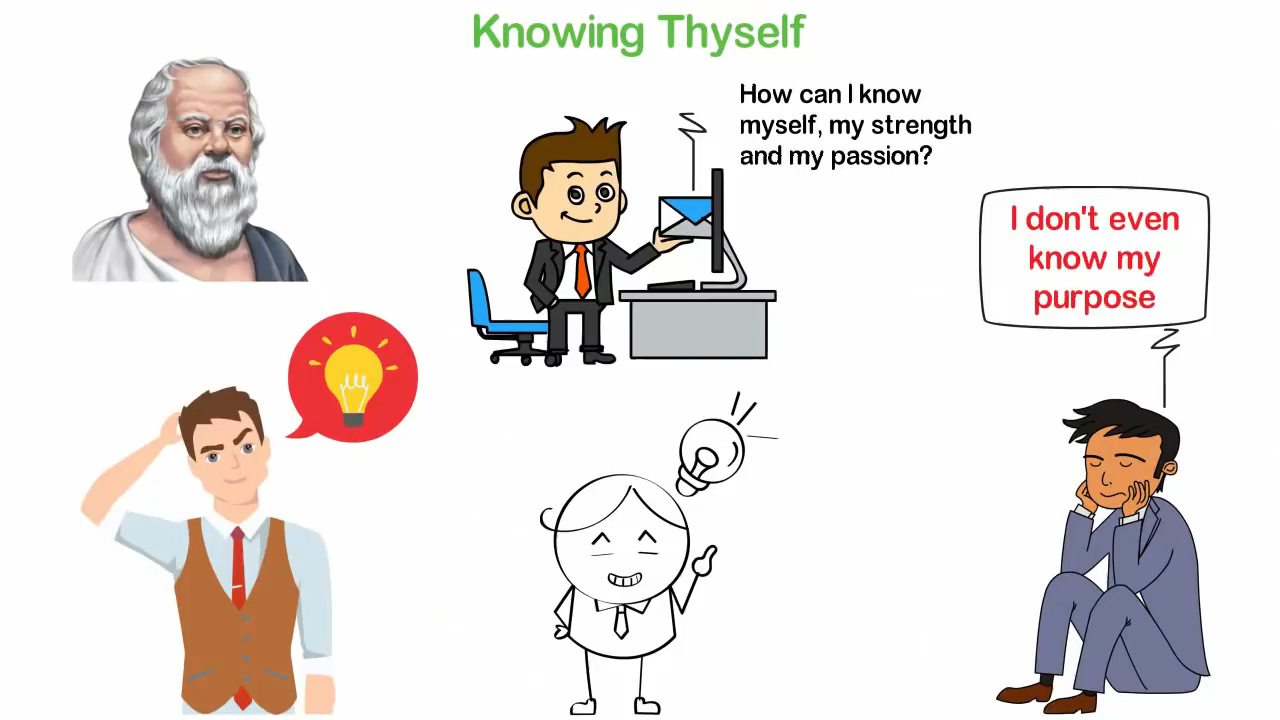 Knowing Thyself
How can I know
myself, my strength
and my passion?
I don't even
know my
purpose